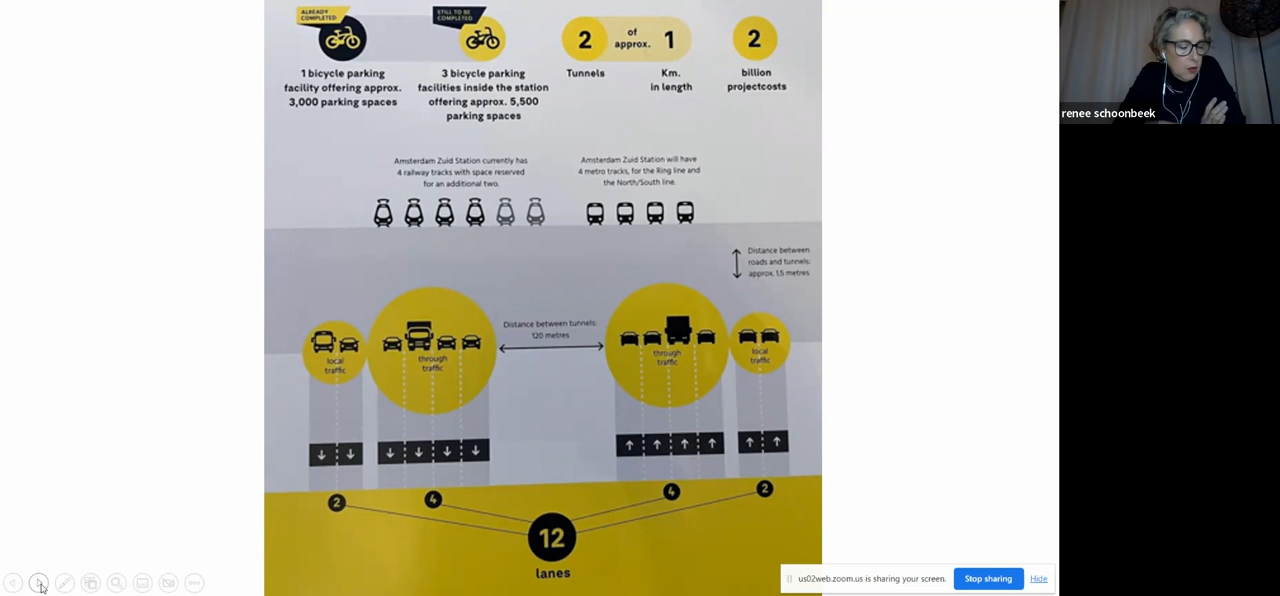 ALREADY
COMPLETED
STILL TO BE
COMPLETED
1 bicycle parking
facility offering approx.
3,000 parking spaces
3 bicycle parking
facilities inside the station
offering approx. 5,500
parking spaces
2
of
approx.
1
Tunnels
Km.
in length
2
billion
projectcosts
Amsterdam Zuid Station currently has
4 railway tracks with space reserved
for an additional two.
Amsterdam Zuid Station will have
4 metro tracks, for the Ring line and
the North/South line.
Distance between
roads and tunnels:
approx. 1,5 metres
local
traffic
through
traffic
Distance between tunnels:
120 metres
through
traffic
local
traffic
2
4
4
2
12
lanes
renee schoonbeek
us02web.zoom.us is sharing your screen.
Stop sharing
Hide